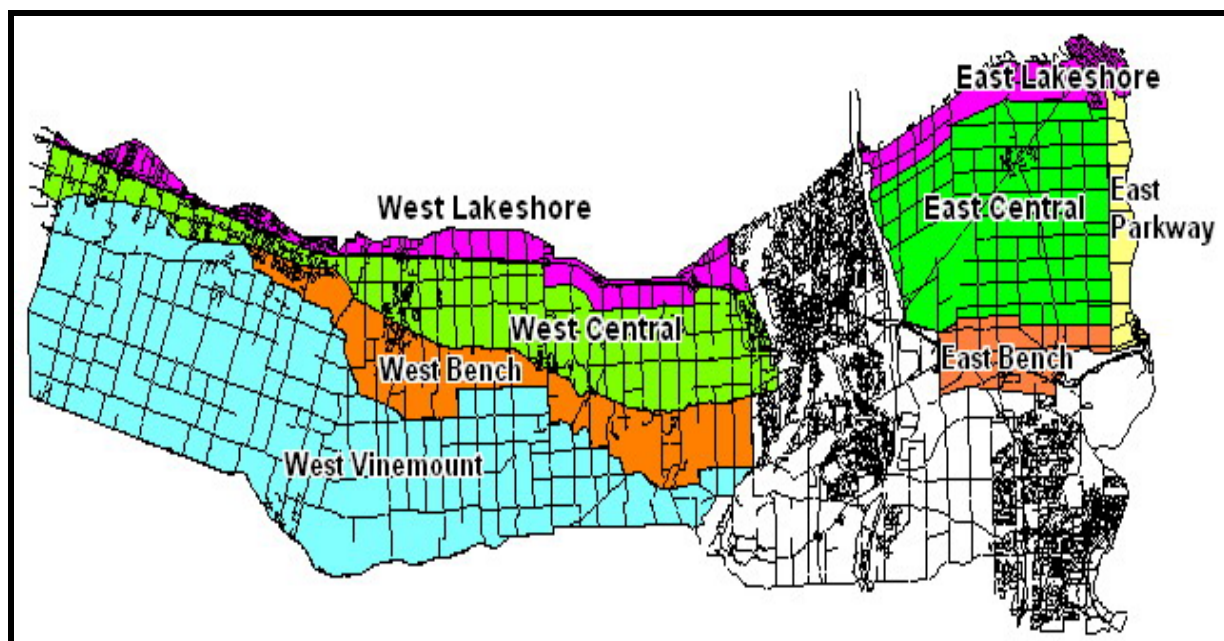 East Lakeshore
West Lakeshore
East Central
East
Parkway
West Central
East Bench
West Bench
West Vinemount